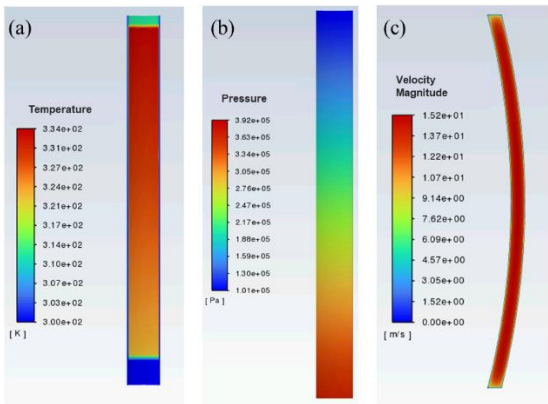 (a)
Temperature
3.34e+02
3.31e+02
3.27e+02
3.24e+02
3.20e+02
3.17e+02
3.14e+02
3.10e+02
3.07e+02
3.03e+02
3.00e+02
[ K ]
(b)
Pressure
3.92e+05
3.63e+05
3.34e+05
3.05e+05
2.76e+05
2.47e+05
2.17e+05
1.88e+05
1.59e+05
1.30e+05
1.01e+05
[ Pa ]
(c)
Velocity
Magnitude
1.52e+01
1.37e+01
1.22e+01
1.07e+01
9.14e+00
7.62e+00
6.09e+00
4.57e+00
3.05e+00
1.52e+00
0.00e+00
[ m/s ]